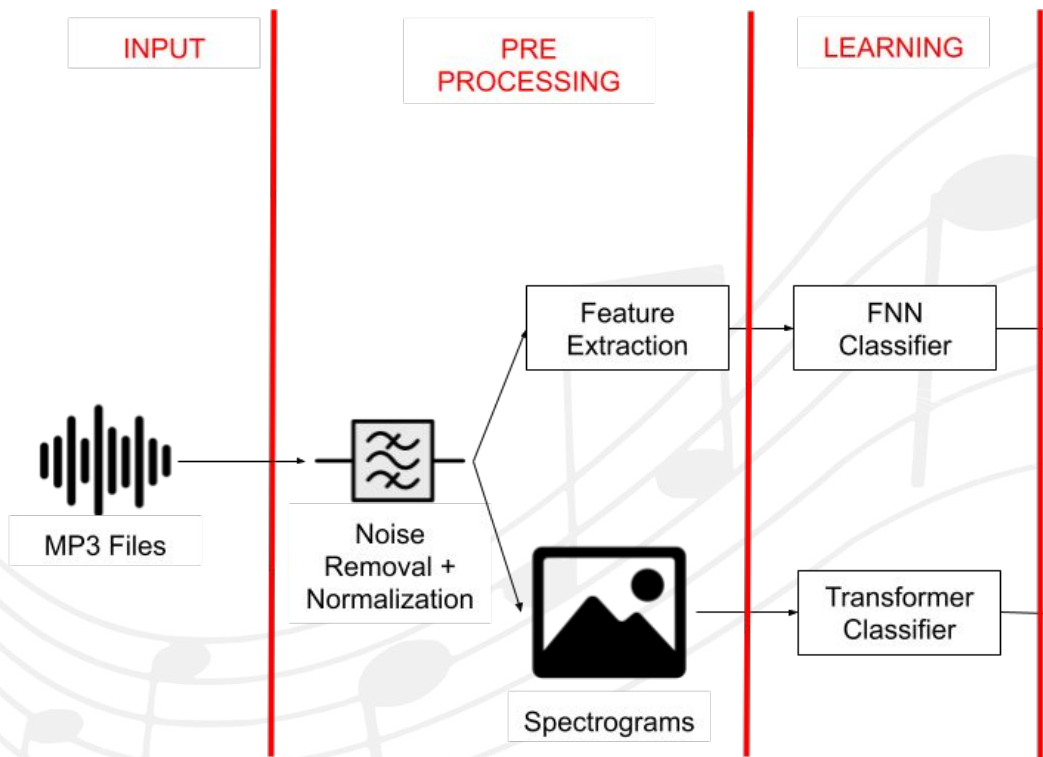 INPUT
PRE
PROCESSING
LEARNING
Feature
Extraction
FNN
Classifier
MP3 Files
Noise
Removal +
Normalization
Transformer
Classifier
Spectrograms